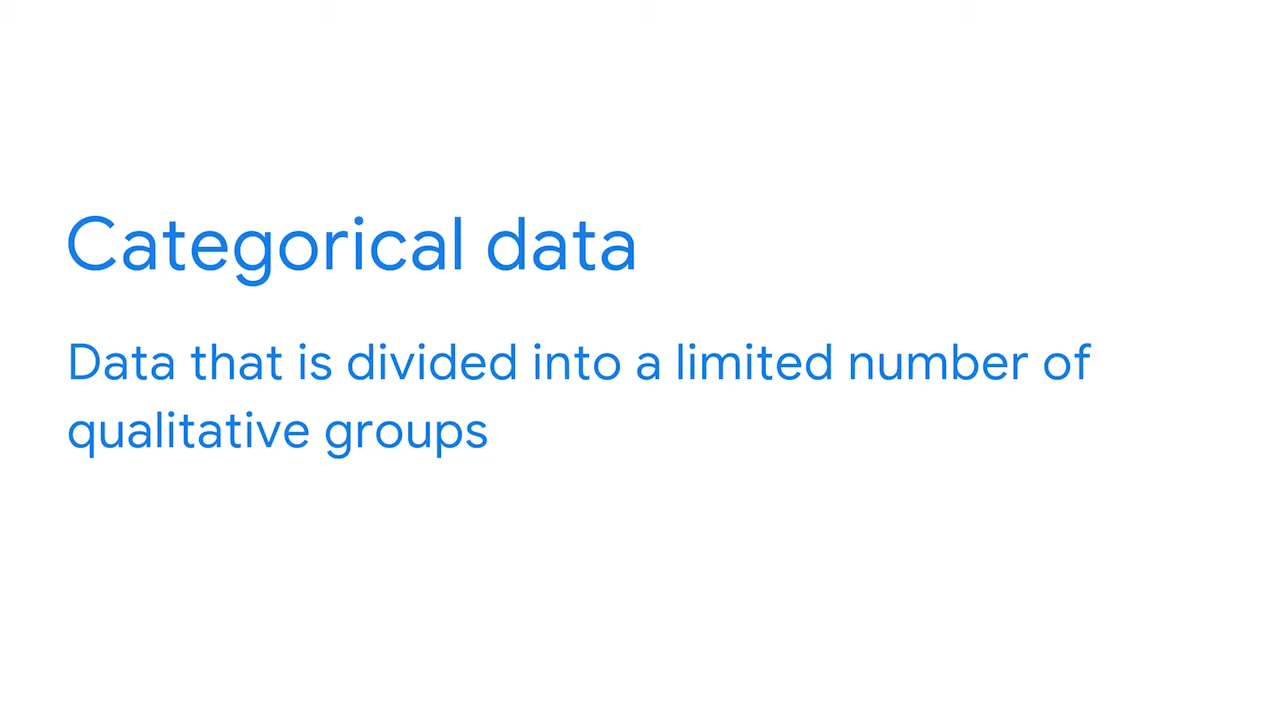 Categorical data
Data that is divided into a limited number of
qualitative groups